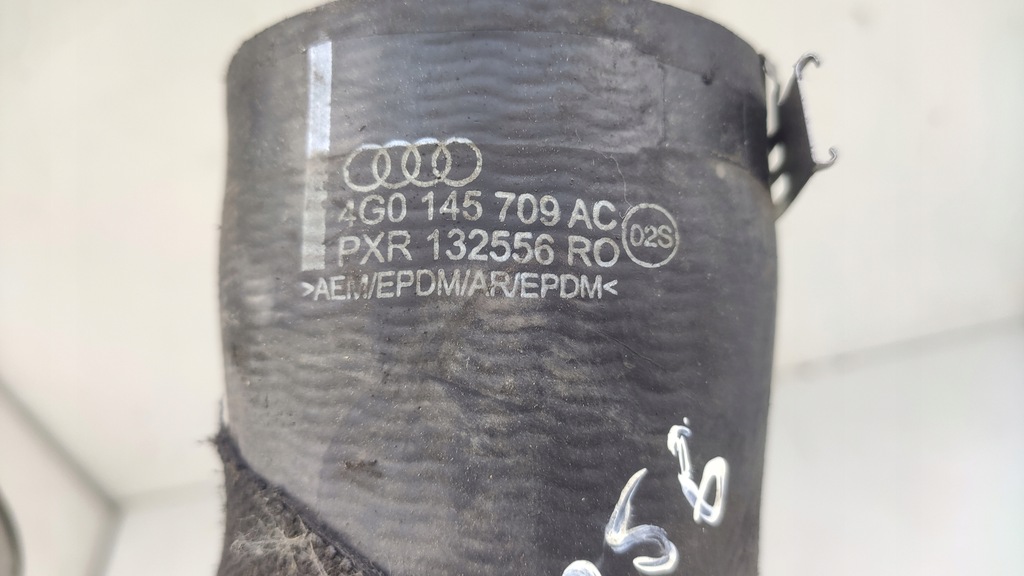 4G0 145 709 AC
PXR 132556 RO
02S
>AEM/EPDM/AR/EPDM<